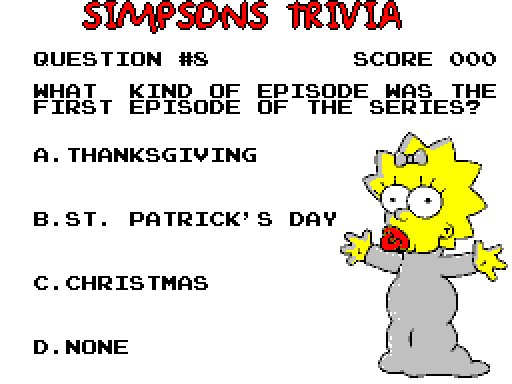 SIMPSONS TRIVIA
QUESTION #8 SCORE 000
WHAT KIND OF EPISODE WAS THE
FIRST EPISODE OF THE SERIES?
A.THANKSGIVING
B.ST. PATRICK'S DAY
C.CHRISTMAS
D.NONE